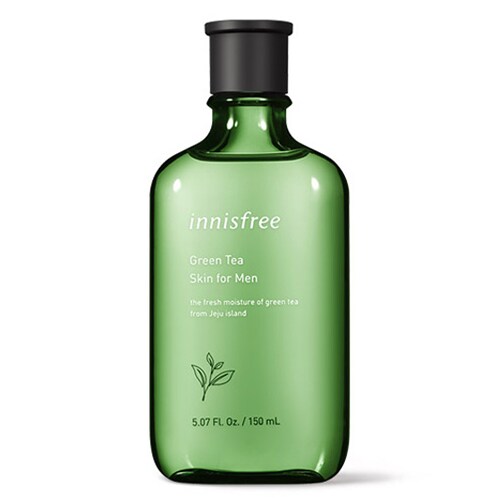 innisfree
Green Tea
Skin for Men
the fresh moisture of green tea
from Jeju island
5.07 Fl. Oz. / 150 mL